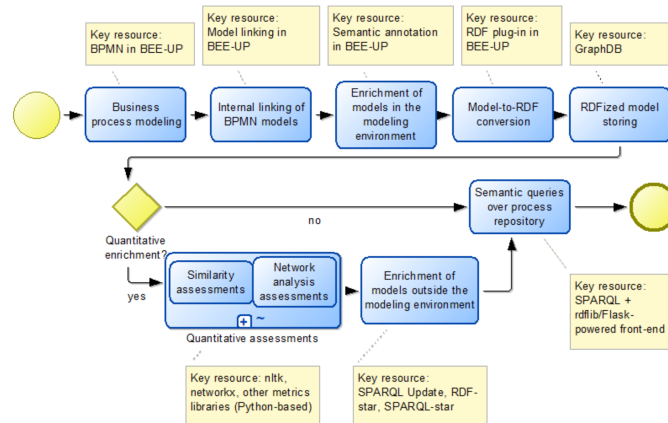 Key resource:
BPMN in BEE-UP
Key resource:
Model linking in
BEE-UP
Key resource:
Semantic annotation
in BEE-UP
Key resource:
RDF plug-in in
BEE-UP
Key resource:
GraphDB
Business
process modeling
Internal linking of
BPMN models
Enrichment of
models in the
modeling
environment
Model-to-RDF
conversion
RDFized model
storing
Quantitative
enrichment?
no
yes
Semantic queries
over process
repository
Similarity
assessments
Network
analysis
assessments
~
Quantitative assessments
Enrichment of
models outside the
modeling environment
Key resource:
SPARQL +
rdflib/Flask-
powered front-end
Key resource: nltk,
networkx, other metrics
libraries (Python-based)
Key resource:
SPARQL Update, RDF-
star, SPARQL-star